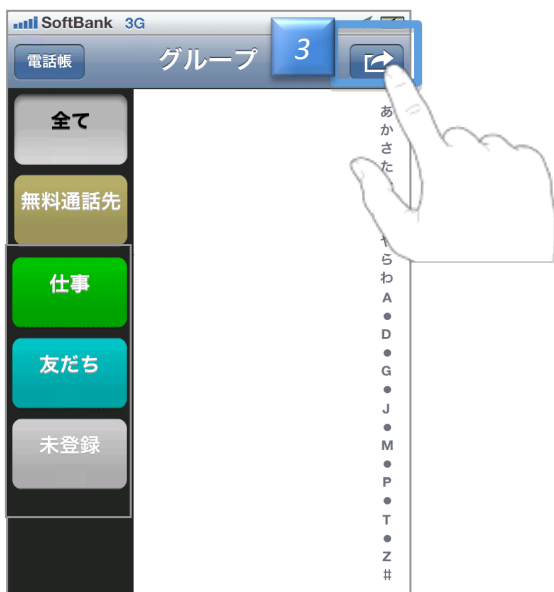 SoftBank 3G
電話帳
グループ
3
全て
無料通話先
仕事
友だち
未登録
あ
か
さ
た
や
ら
わ
A
●
D
●
G
●
J
●
M
●
P
●
T
●
Z
#